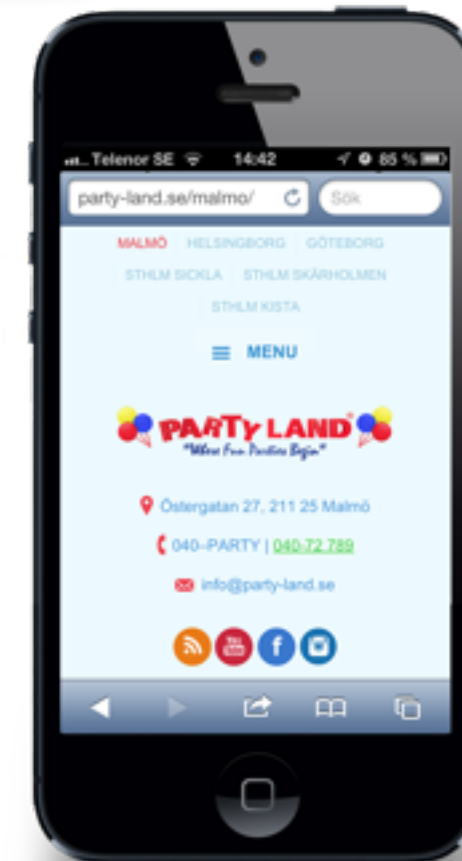 Telenor SE 14:42 85 %
party-land.se/malmo/ Sök
MALMÖ HELSINGBORG GÖTEBORG
STHLM SICKLA STHLM SKÄRHOLMEN
STHLM KISTA
MENU
PARTY LAND
"Where Fun Parties Begin"
Östergatan 27, 211 25 Malmö
040–PARTY | 040-72 789
info@party-land.se
You Tube
f